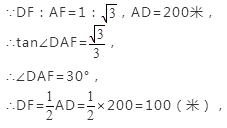 ∵DF：AF=1：√3，AD=200米，
∴tan∠DAF=√3/3，
∴∠DAF=30°，
∴DF=1/2AD=1/2×200=100（米），